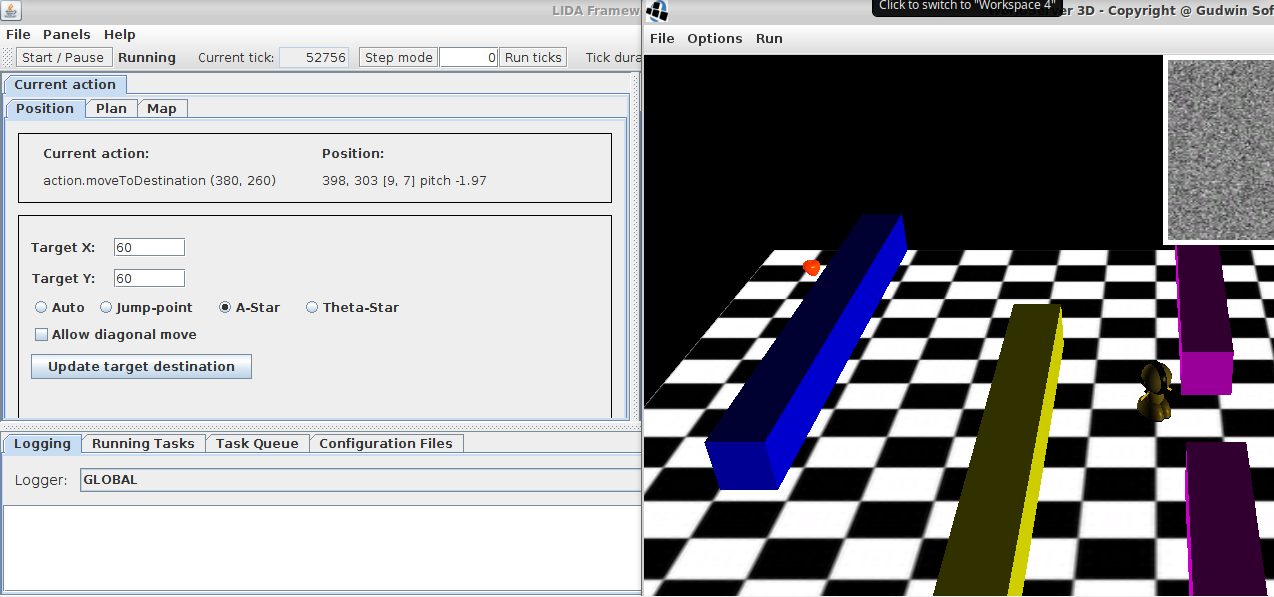 LIDA Framew
File Panels Help
Start / Pause Running Current tick: 52756 Step mode 0 Run ticks Tick dura
Current action
Position Plan Map
Current action: Position:
action.moveToDestination (380, 260) 398, 303 [9, 7] pitch -1.97
Target X: 60
Target Y: 60
Auto Jump-point A-Star Theta-Star
Allow diagonal move
Update target destination
Logging Running Tasks Task Queue Configuration Files
Logger: GLOBAL
Click to switch to "Workspace 4"
er 3D - Copyright @ Gudwin Sof
File Options Run